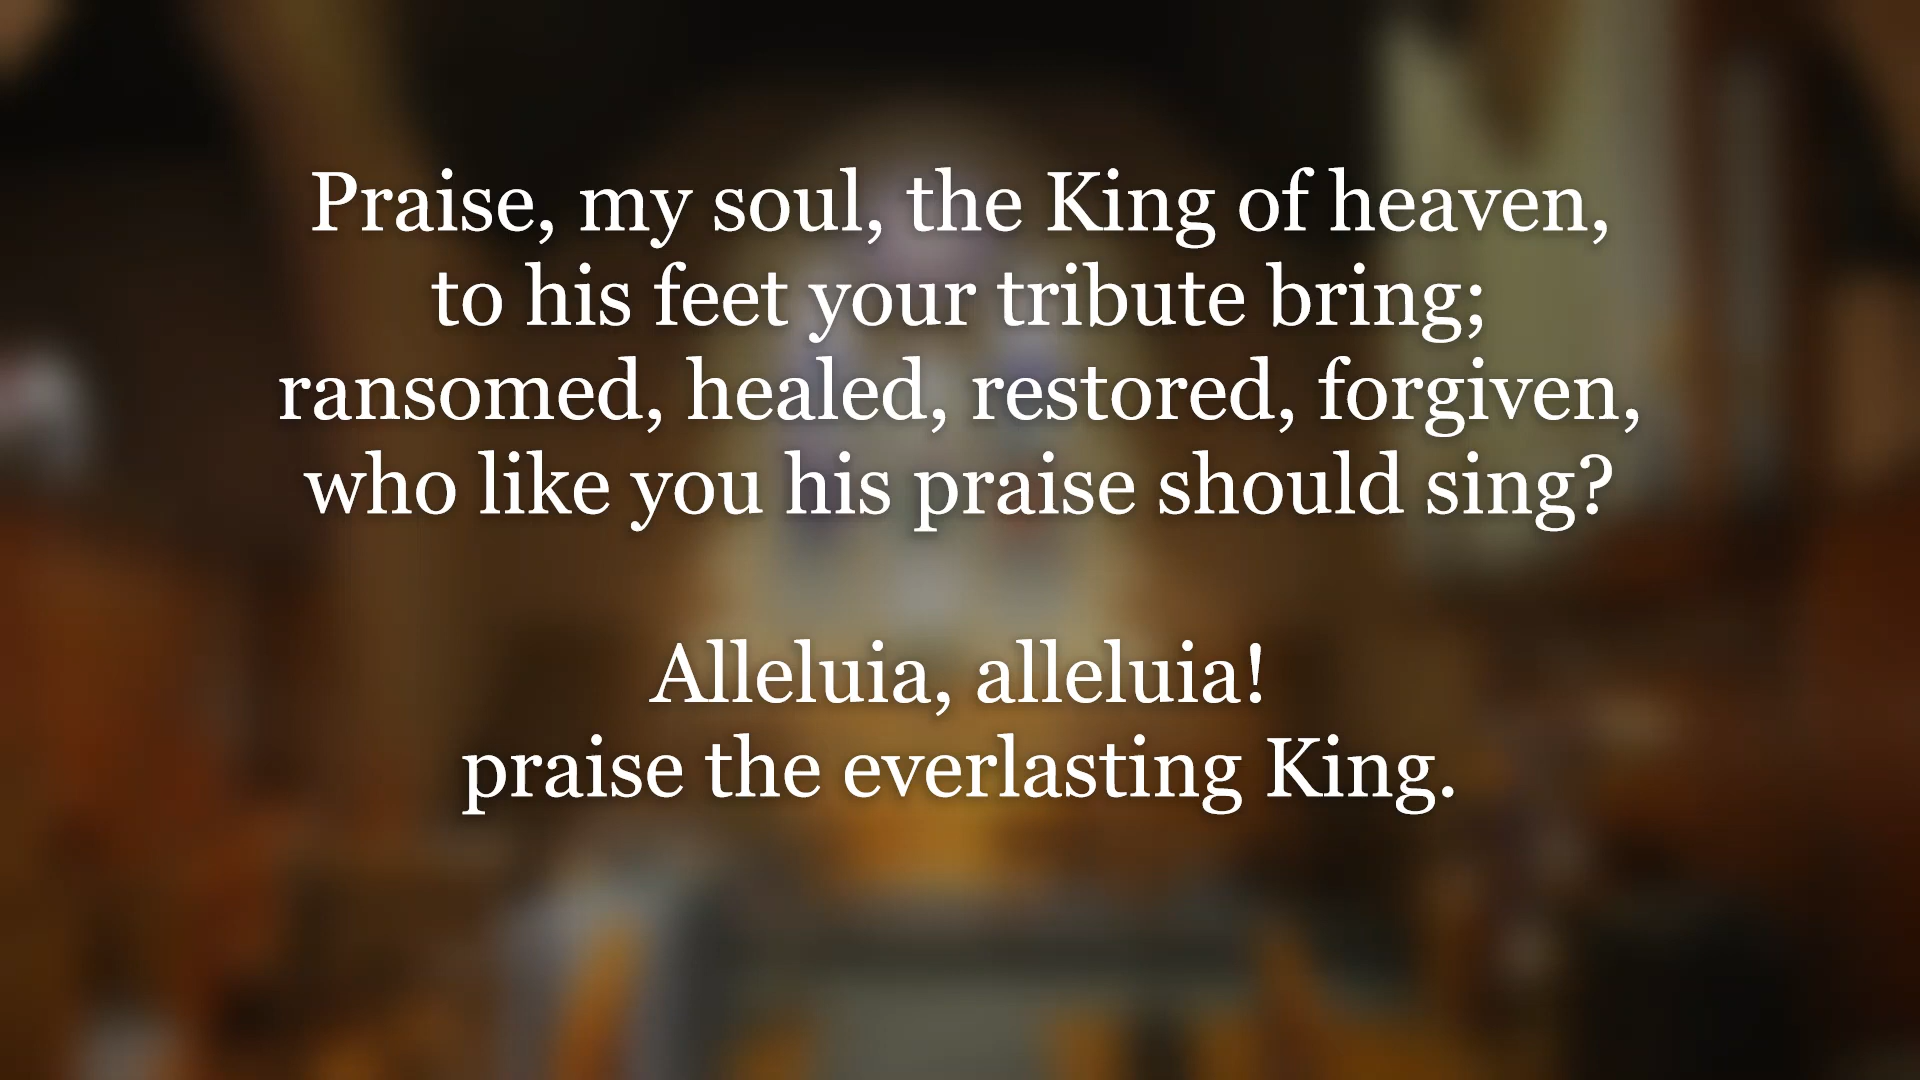 Praise, my soul, the King of heaven,
to his feet your tribute bring;
ransomed, healed, restored, forgiven,
who like you his praise should sing?
Alleluia, alleluia!
praise the everlasting King.